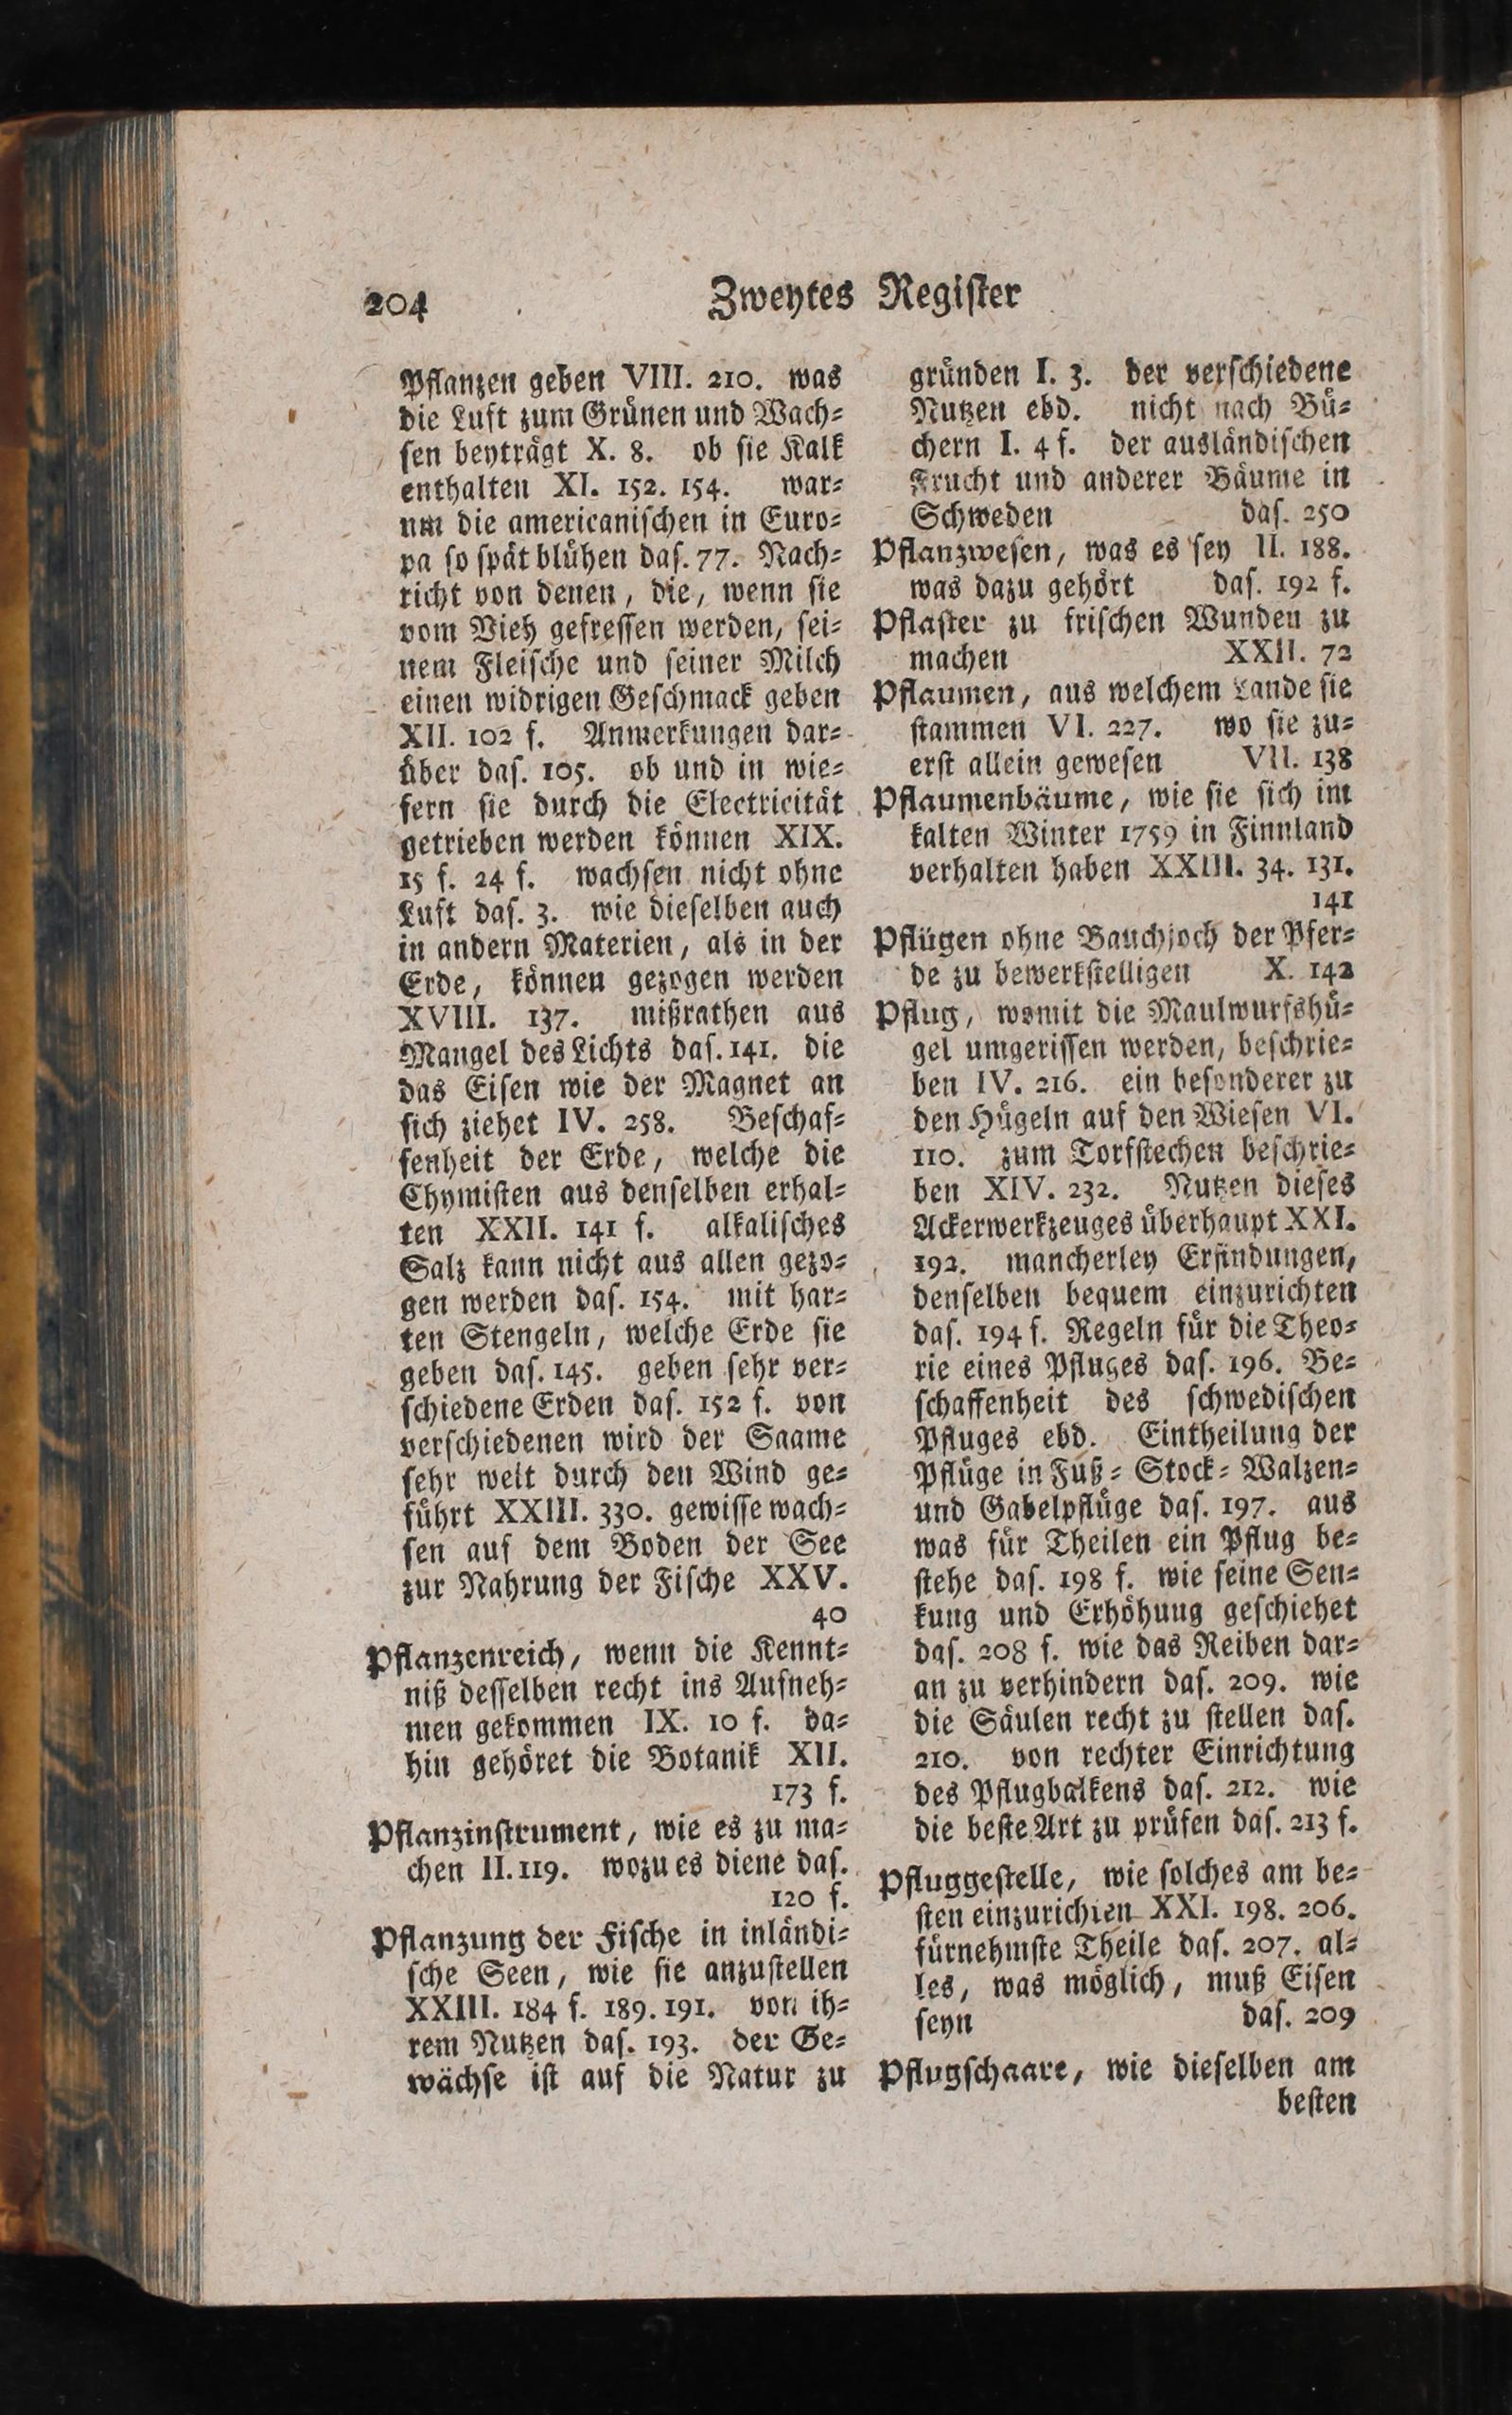 204
Zweytes Register
Pflanzen geben VIII. 210. was
die Luft zum Grünen und Wach-
sen beyträgt X. 8. ob sie Kalk
enthalten XI. 152. 154. war-
um die americanischen in Euro-
pa so spät blühen das. 77. Nach-
richt von denen, die, wenn sie
vom Vieh gefressen werden, sei-
nem Fleische und seiner Milch
einen widrigen Geschmack geben
XII. 102 f. Anmerkungen dar-
über das. 105. ob und in wie-
fern sie durch die Electricität
getrieben werden können XIX.
15 f. 24 f. wachsen nicht ohne
Luft das. 3. wie dieselben auch
in andern Materien, als in der
Erde, können gezogen werden
XVIII. 137. mißrathen aus
Mangel des Lichts das. 141. die
das Eisen wie der Magnet an
sich ziehet IV. 258. Beschaf-
fenheit der Erde, welche die
Chymisten aus denselben erhal-
ten XXII. 141 f. alkalisches
Salz kann nicht aus allen gezo-
gen werden das. 154. mit har-
ten Stengeln, welche Erde sie
geben das. 145. geben sehr ver-
schiedene Erden das. 152 f. von
verschiedenen wird der Saame
sehr weit durch den Wind ge-
führt XXIII. 330. gewisse wach-
sen auf dem Boden der See
zur Nahrung der Fische XXV.
40
Pflanzenreich, wenn die Kennt-
niß desselben recht ins Aufneh-
men gekommen IX. 10 f. da-
hin gehöret die Botanik XII.
173 f.
Pflanzinstrument, wie es zu ma-
chen II. 119. wozu es diene das.
120 f.
Pflanzung der Fische in inländi-
sche Seen, wie sie anzustellen
XXIII. 184 f. 189. 191. von ih-
rem Nutzen das. 193. der Ge-
wächse ist auf die Natur zu
gründen I. 3. der verschiedene
Nutzen ebd. nicht nach Bü-
chern I. 4 f. der ausländischen
Frucht und anderer Bäume in
Schweden das. 250
Pflanzwesen, was es sey II. 188.
was dazu gehört das. 192 f.
Pflaster zu frischen Wunden zu
machen XXII. 72
Pflaumen, aus welchem Lande sie
stammen VI. 227. wo sie zu-
erst allein gewesen VII. 138
Pflaumenbäume, wie sie sich im
kalten Winter 1759 in Finnland
verhalten haben XXIII. 34. 131.
141
Pflügen ohne Bauchjoch der Pfer-
de zu bewerkstelligen X. 142
Pflug, womit die Maulwurfshü-
gel umgerissen werden, beschrie-
ben IV. 216. ein besonderer zu
den Hügeln auf den Wiesen VI.
110. zum Torfstechen beschrie-
ben XIV. 232. Nutzen dieses
Ackerwerkzeuges überhaupt XXI.
192. mancherley Erfindungen,
denselben bequem einzurichten
das. 194 f. Regeln für die Theo-
rie eines Pfluges das. 196. Be-
schaffenheit des schwedischen
Pfluges ebd. Eintheilung der
Pflüge in Fuß- Stock- Walzen-
und Gabelpflüge das. 197. aus
was für Theilen ein Pflug be-
stehe das. 198 f. wie seine Sen-
kung und Erhöhung geschiehet
das. 208 f. wie das Reiben dar-
an zu verhindern das. 209. wie
die Säulen recht zu stellen das.
210. von rechter Einrichtung
des Pflugbalkens das. 212. wie
die beste Art zu prüfen das. 213 f.
Pfluggestelle, wie solches am be-
sten einzurichten XXI. 198. 206.
fürnehmste Theile das. 207. al-
les, was möglich, muß Eisen
seyn das. 209
Pflugschaare, wie dieselben am
besten